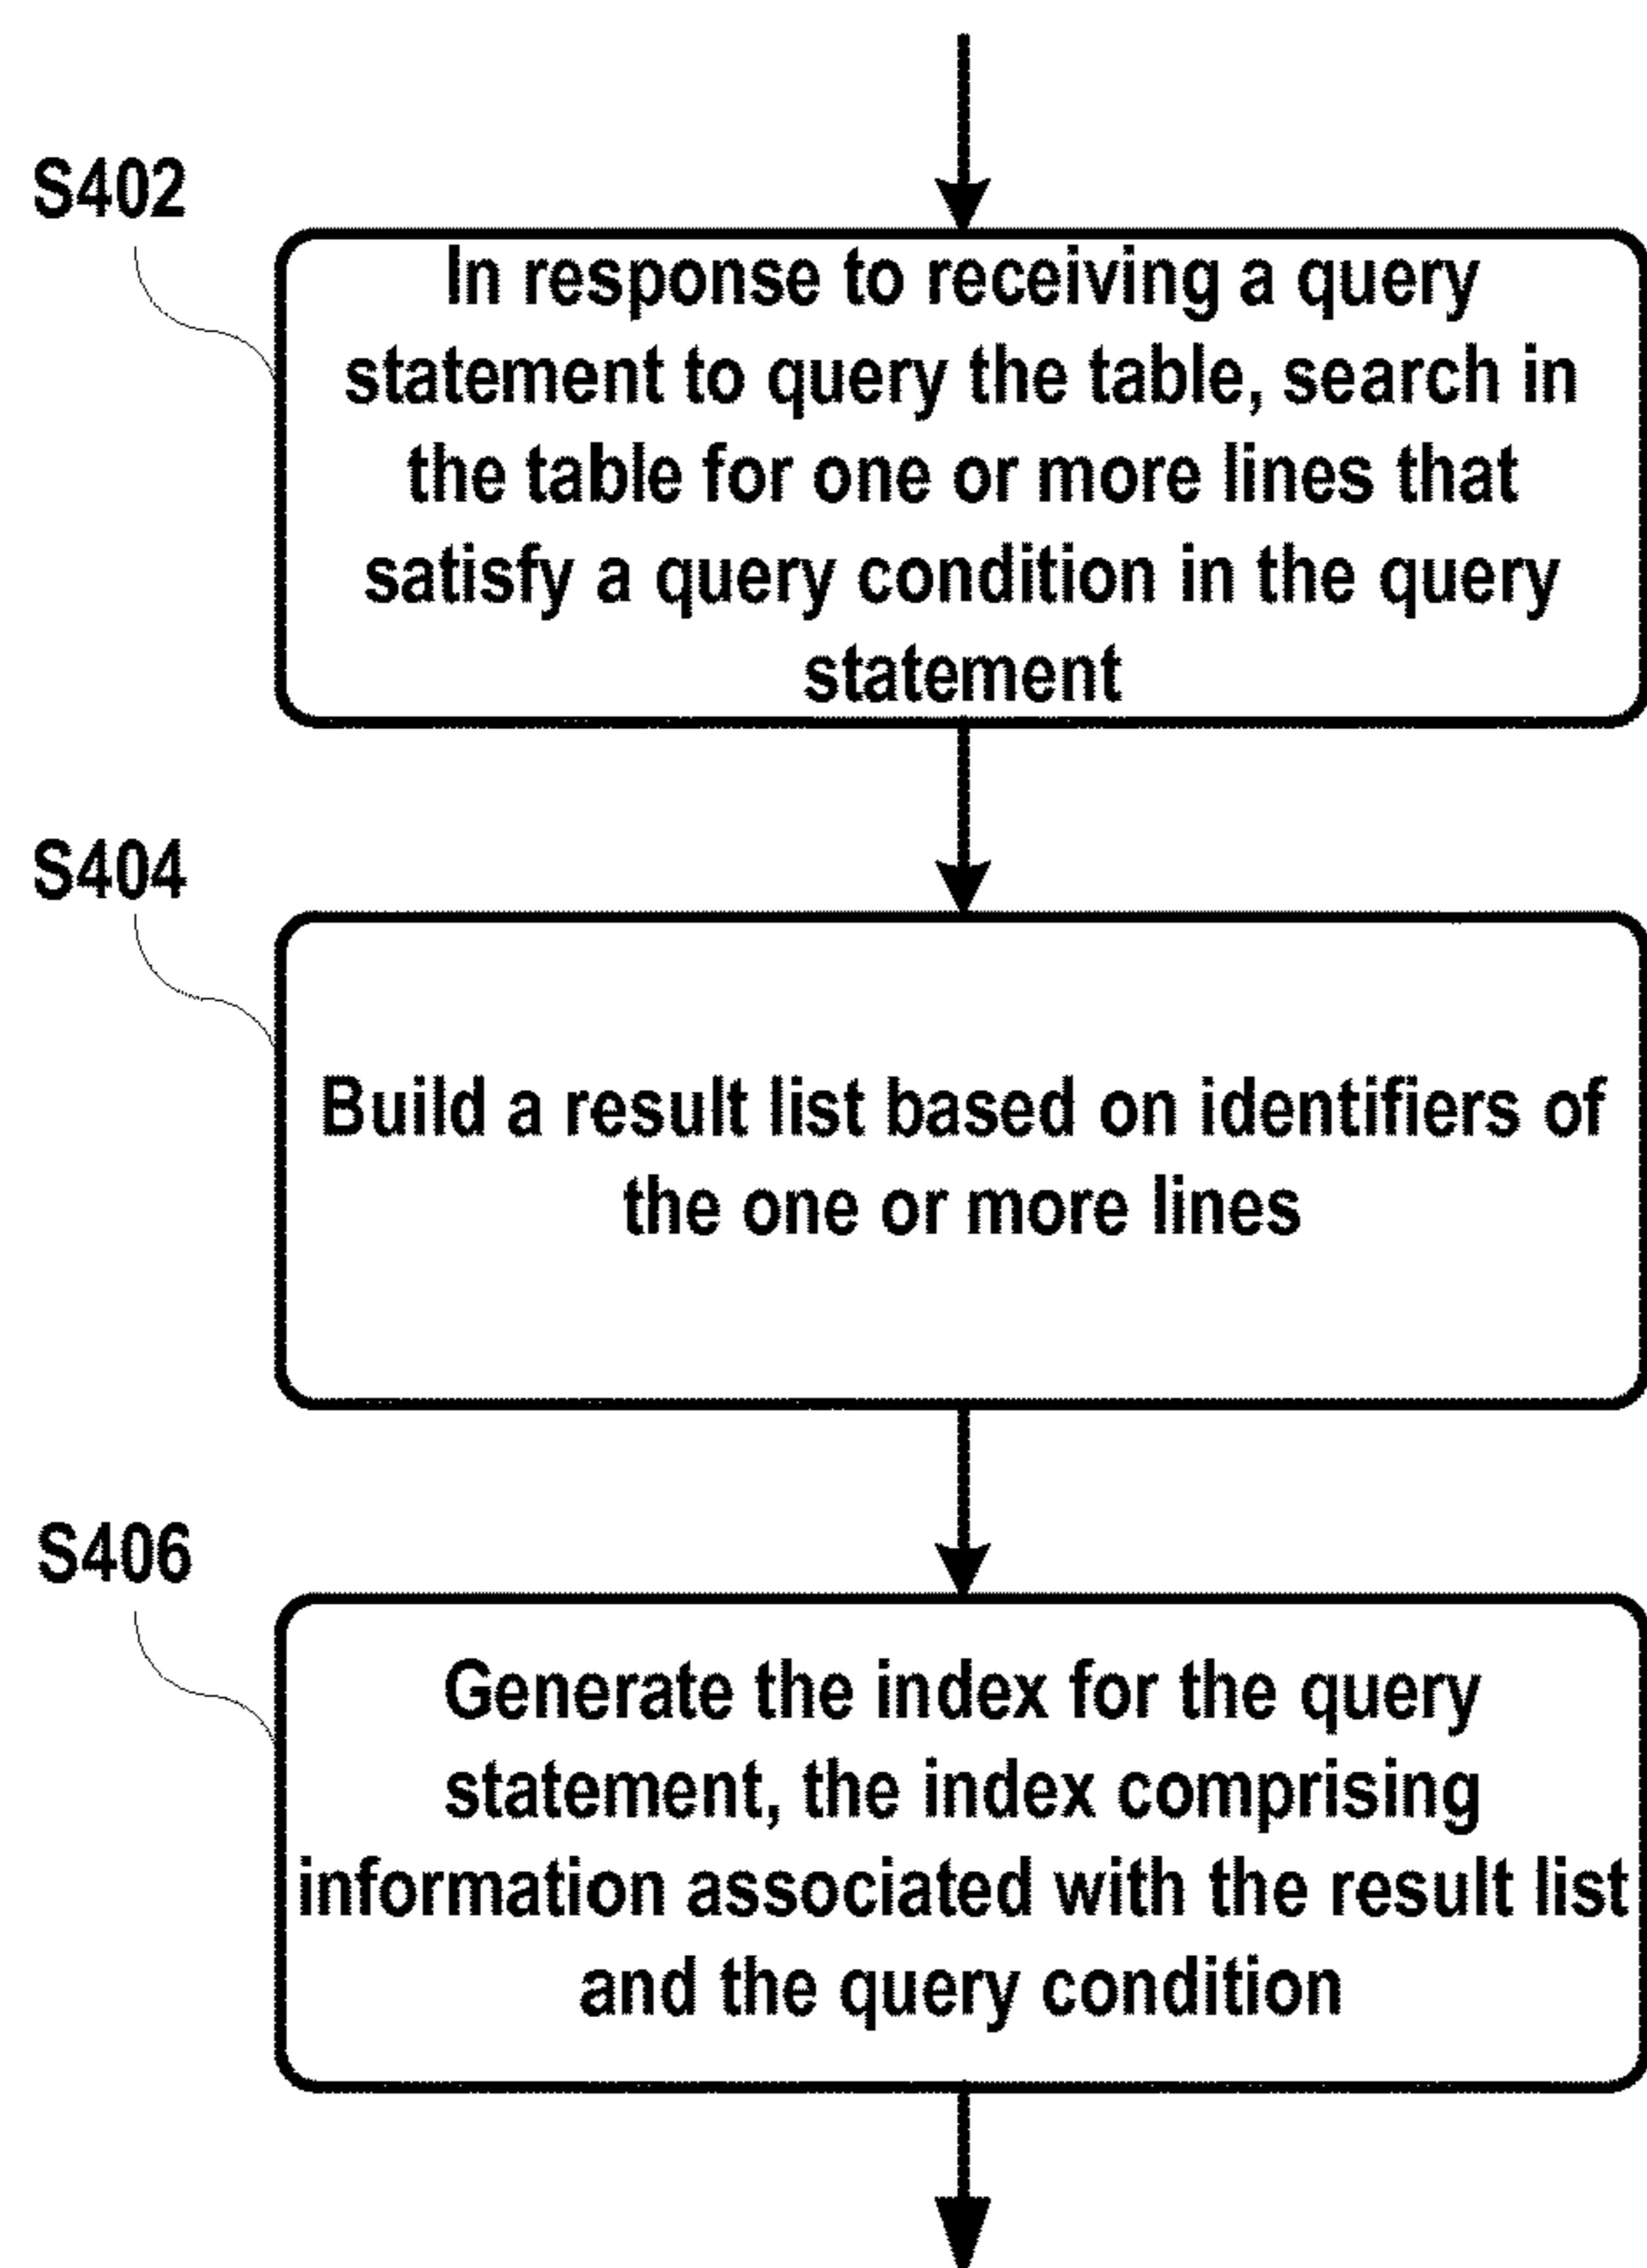 S402
In response to receiving a query
statement to query the table, search in
the table for one or more lines that
satisfy a query condition in the query
statement
S404
Build a result list based on identifiers of
the one or more lines
S406
Generate the index for the query
statement, the index comprising
information associated with the result list
and the query condition